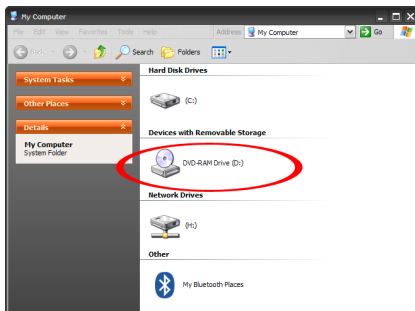 My Computer
File Edit View Favorites Tools Help Address My Computer Go
Back Search Folders
System Tasks
Other Places
Details
My Computer
System Folder
Hard Disk Drives
(C:)
Devices with Removable Storage
DVD-RAM Drive (D:)
Network Drives
(H:)
Other
My Bluetooth Places